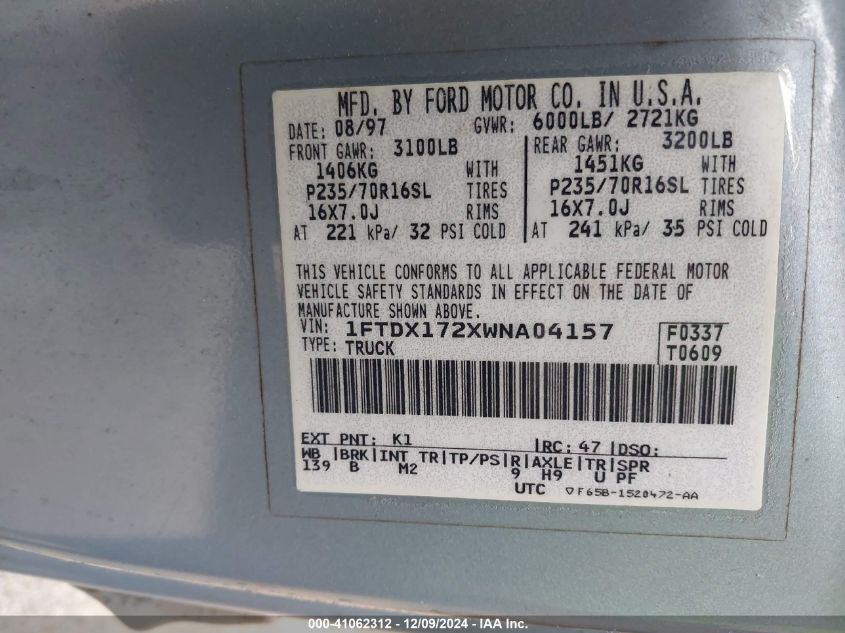 MFD. BY FORD MOTOR CO. IN U.S.A.
DATE: 08/97 GVWR: 6000LB/ 2721KG
FRONT GAWR: 3100LB REAR GAWR: 3200LB
1406KG WITH 1451KG WITH
P235/70R16SL TIRES P235/70R16SL TIRES
16X7.0J RIMS 16X7.0J RIMS
AT 221 kPa/ 32 PSI COLD AT 241 kPa/ 35 PSI COLD
THIS VEHICLE CONFORMS TO ALL APPLICABLE FEDERAL MOTOR
VEHICLE SAFETY STANDARDS IN EFFECT ON THE DATE OF
MANUFACTURE SHOWN ABOVE.
VIN: 1FTDX172XWNA04157 F0337
TYPE: TRUCK T0609
EXT PNT: K1 RC: 47 DSO:
WB BRK INT TR TP/PS R AXLE TR SPR
139 B M2 9 H9 U PF
UTC ▽F65B-1520472-AA
000-41062312 - 12/09/2024 - IAA Inc.